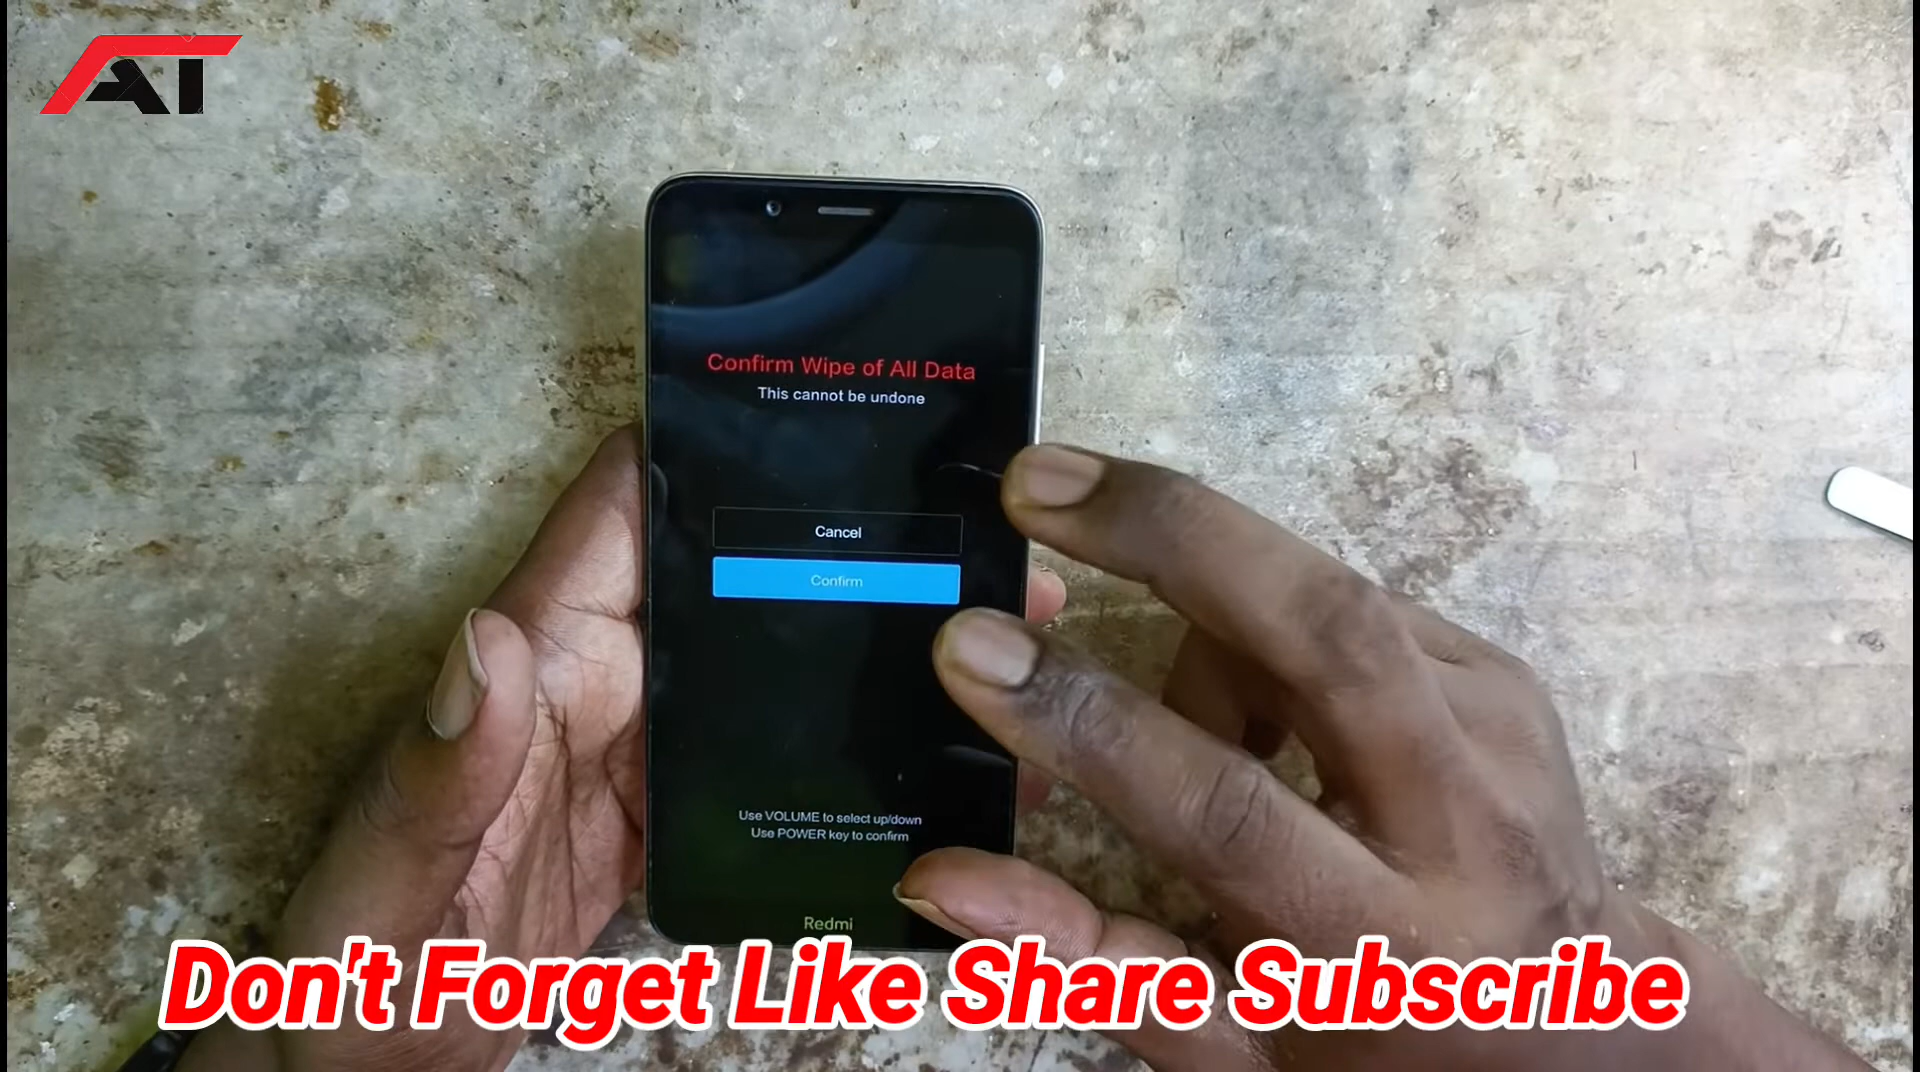 AT
Confirm Wipe of All Data
This cannot be undone
Cancel
Confirm
Use VOLUME to select up/down
Use POWER key to confirm
Redmi
Don't Forget Like Share Subscribe